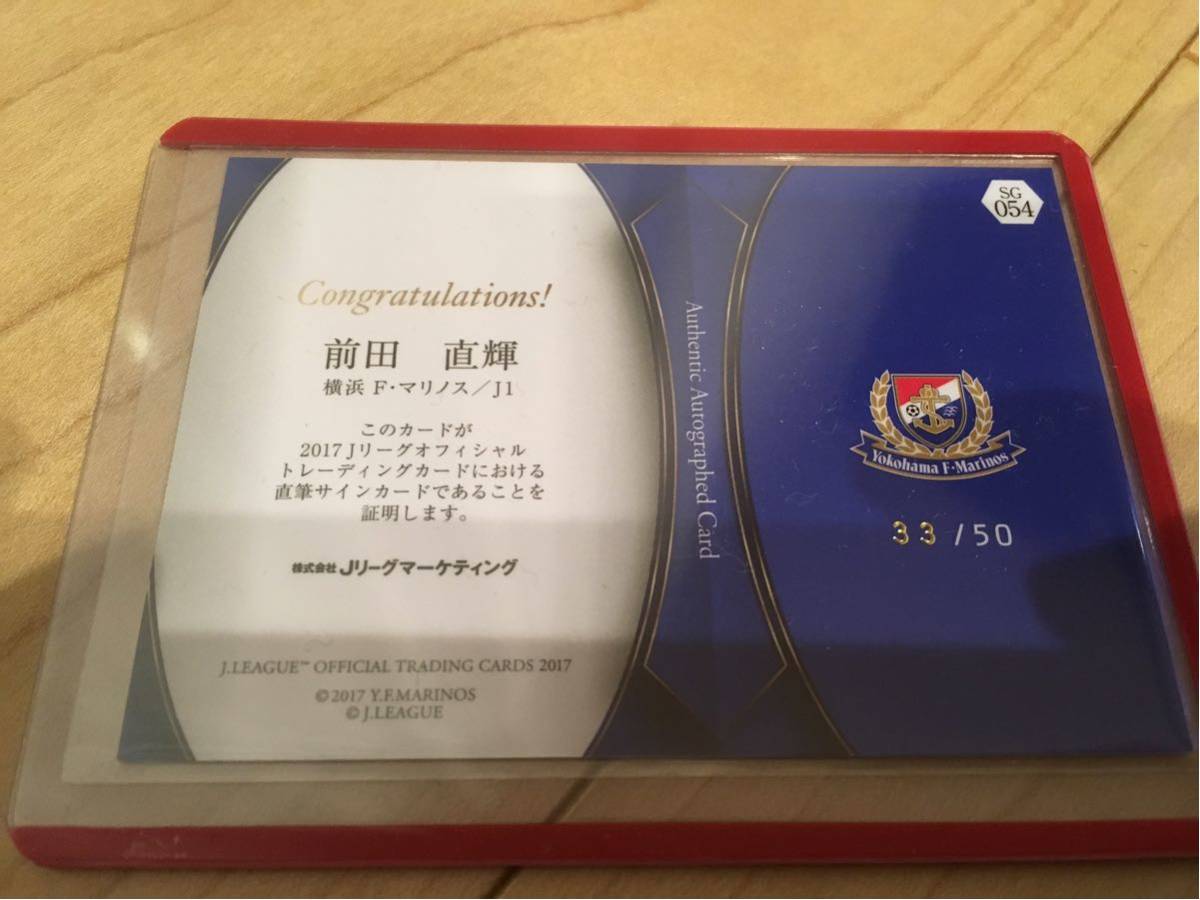 Congratulations!
前田 直輝
横浜 F・マリノス／J1
このカードが
2017 Jリーグオフィシャル
トレーディングカードにおける
直筆サインカードであることを
証明します。
株式会社 Jリーグマーケティング
J.LEAGUE™ OFFICIAL TRADING CARDS 2017
©2017 Y.F.MARINOS
© J.LEAGUE
Authentic Autographed Card
SG
054
Yokohama F・Marinos
33 /50